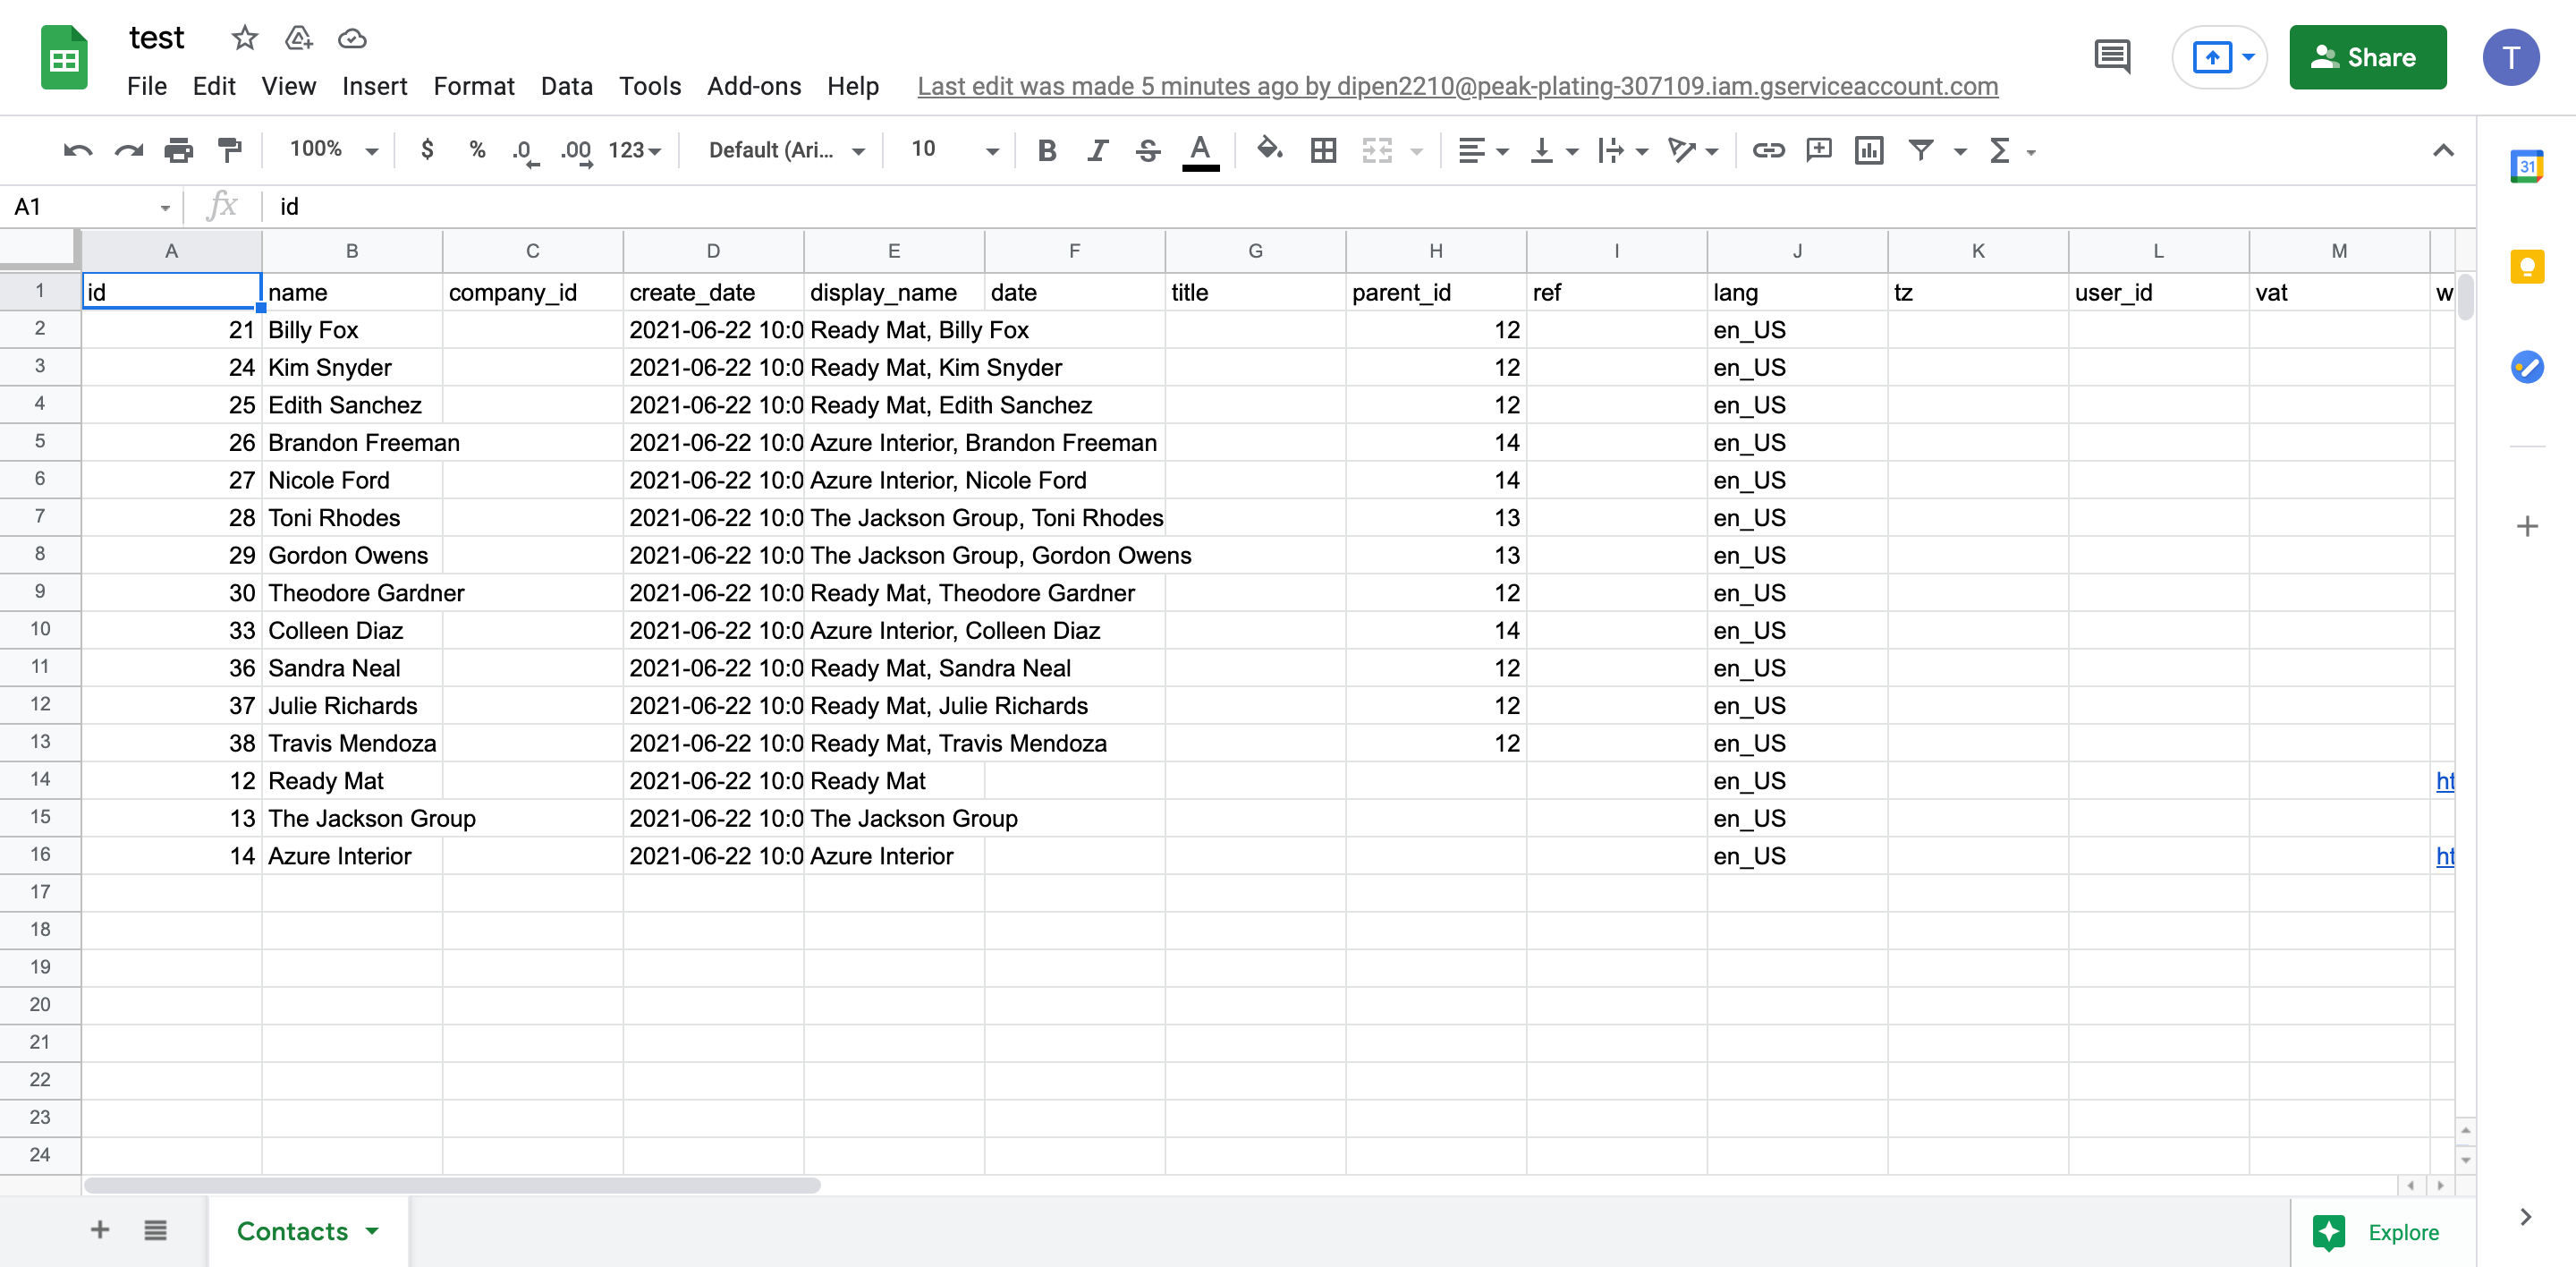 test
File Edit View Insert Format Data Tools Add-ons Help Last edit was made 5 minutes ago by dipen2210@peak-plating-307109.iam.gserviceaccount.com
Share
T
100% $ % .0 .00 123 Default (Ari... 10 B I S A
31
A1 fx id
A B C D E F G H I J K L M
1 id name company_id create_date display_name date title parent_id ref lang tz user_id vat w
2 21 Billy Fox 2021-06-22 10:0 Ready Mat, Billy Fox 12 en_US
3 24 Kim Snyder 2021-06-22 10:0 Ready Mat, Kim Snyder 12 en_US
4 25 Edith Sanchez 2021-06-22 10:0 Ready Mat, Edith Sanchez 12 en_US
5 26 Brandon Freeman 2021-06-22 10:0 Azure Interior, Brandon Freeman 14 en_US
6 27 Nicole Ford 2021-06-22 10:0 Azure Interior, Nicole Ford 14 en_US
7 28 Toni Rhodes 2021-06-22 10:0 The Jackson Group, Toni Rhodes 13 en_US
8 29 Gordon Owens 2021-06-22 10:0 The Jackson Group, Gordon Owens 13 en_US
9 30 Theodore Gardner 2021-06-22 10:0 Ready Mat, Theodore Gardner 12 en_US
10 33 Colleen Diaz 2021-06-22 10:0 Azure Interior, Colleen Diaz 14 en_US
11 36 Sandra Neal 2021-06-22 10:0 Ready Mat, Sandra Neal 12 en_US
12 37 Julie Richards 2021-06-22 10:0 Ready Mat, Julie Richards 12 en_US
13 38 Travis Mendoza 2021-06-22 10:0 Ready Mat, Travis Mendoza 12 en_US
14 12 Ready Mat 2021-06-22 10:0 Ready Mat en_US ht
15 13 The Jackson Group 2021-06-22 10:0 The Jackson Group en_US
16 14 Azure Interior 2021-06-22 10:0 Azure Interior en_US ht
17
18
19
20
21
22
23
24
Contacts
Explore